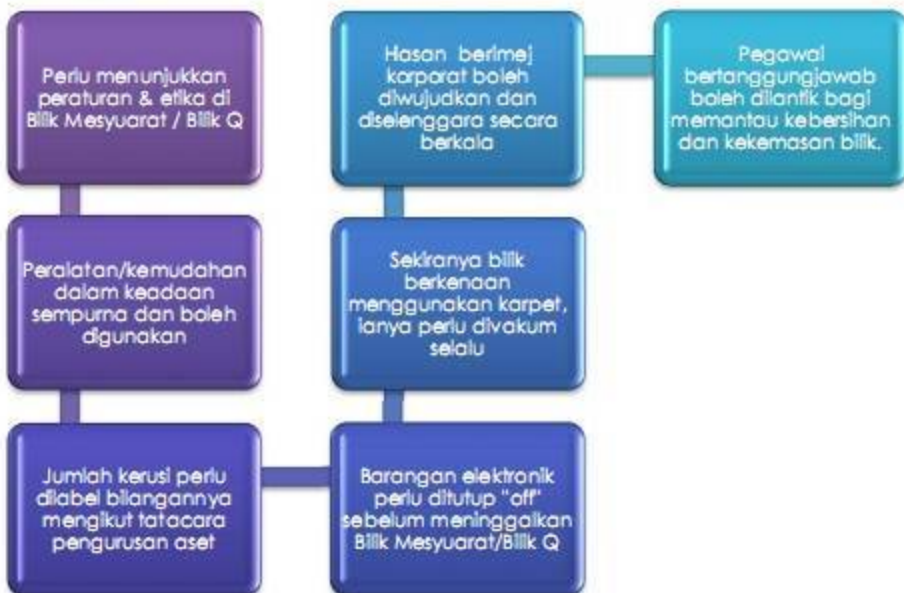 Perlu menunjukkan
peraturan & etika di
Bilik Mesyuarat / Bilik Q
Peralatan/kemudahan
dalam keadaan
sempurna dan boleh
digunakan
Jumlah kerusi perlu
dilabel bilangannya
mengikut tatacara
pengurusan aset
Barangan elektronik
perlu ditutup "off"
sebelum meninggalkan
Bilik Mesyuarat/Bilik Q
Sekiranya bilik
berkenaan
menggunakan karpet,
ianya perlu divakum
selalu
Hasan berimej
korporat boleh
diwujudkan dan
diselenggara secara
berkala
Pegawai
bertanggungjawab
boleh dilantik bagi
memantau kebersihan
dan kekemasan bilik.